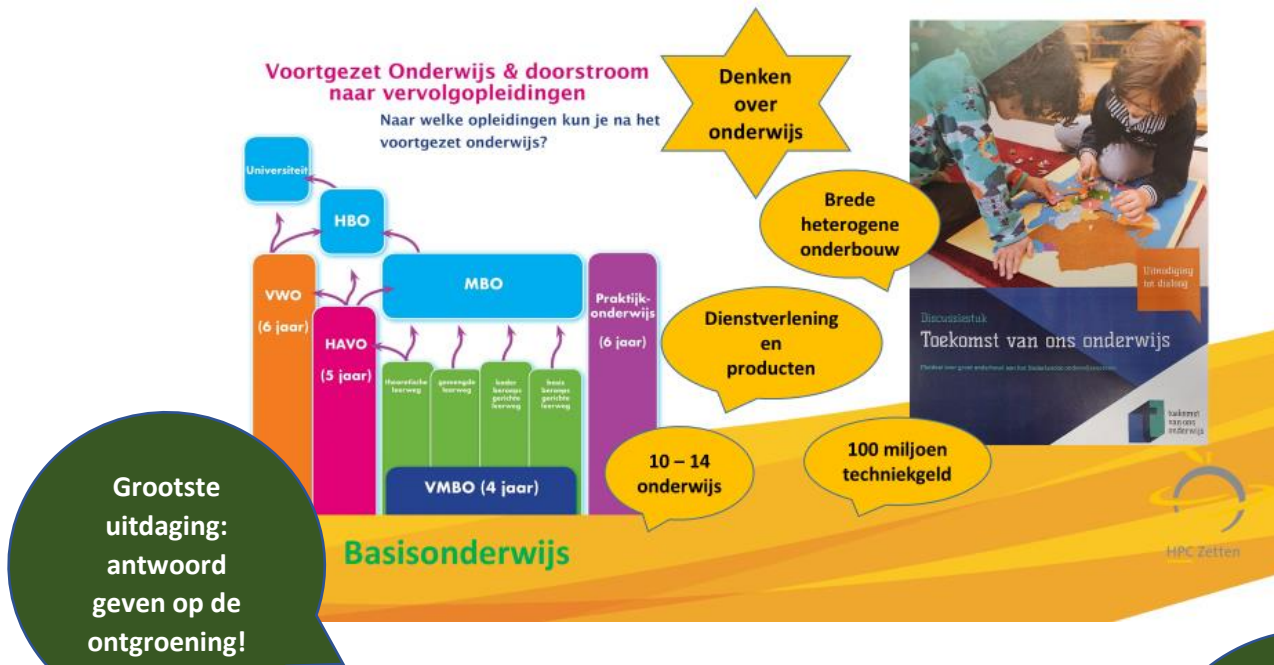 Voortgezet Onderwijs & doorstroom
naar vervolgopleidingen
Naar welke opleidingen kun je na het
voortgezet onderwijs?
Universiteit
HBO
VWO
(6 jaar)
HAVO
(5 jaar)
MBO
Praktijk-
onderwijs
(6 jaar)
theoretische
leerweg
gemengde
leerweg
kader
beroeps
gerichte
leerweg
basis
beroeps
gerichte
leerweg
VMBO (4 jaar)
Basisonderwijs
Denken
over
onderwijs
Brede
heterogene
onderbouw
Dienstverlening
en
producten
10 – 14
onderwijs
100 miljoen
techniekgeld
Uitnodiging
tot dialoog
Discussiestuk
Toekomst van ons onderwijs
toekomst
van ons
onderwijs
HPC Zetten
Grootste
uitdaging:
antwoord
geven op de
ontgroening!